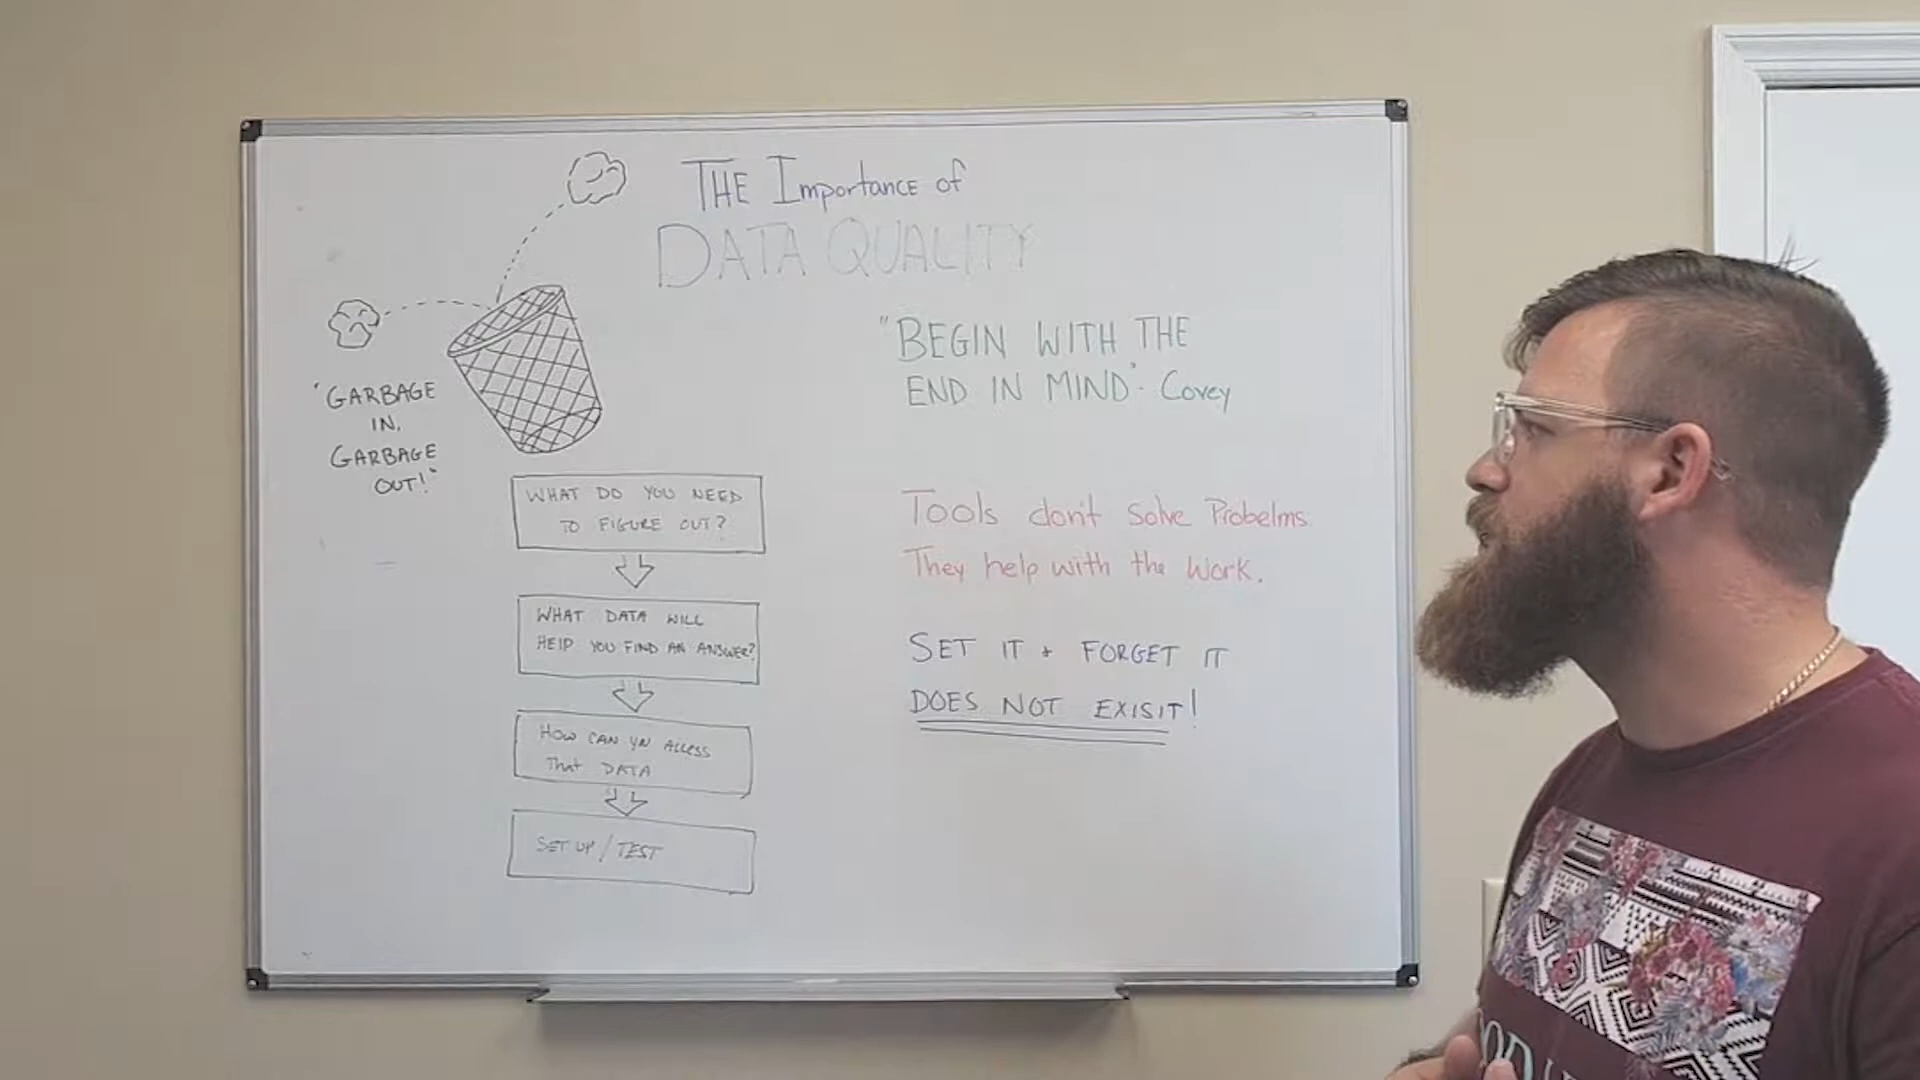 THE Importance of
DATA QUALITY
"GARBAGE
IN,
GARBAGE
OUT!"
WHAT DO YOU NEED
TO FIGURE OUT?
WHAT DATA WILL
HELP YOU FIND AN ANSWER?
HOW CAN YOU ACCESS
That DATA
SET UP / TEST
"BEGIN WITH THE
END IN MIND"- Covey
Tools don't Solve Probelms
They help with the Work.
SET IT + FORGET IT
DOES NOT EXISIT!